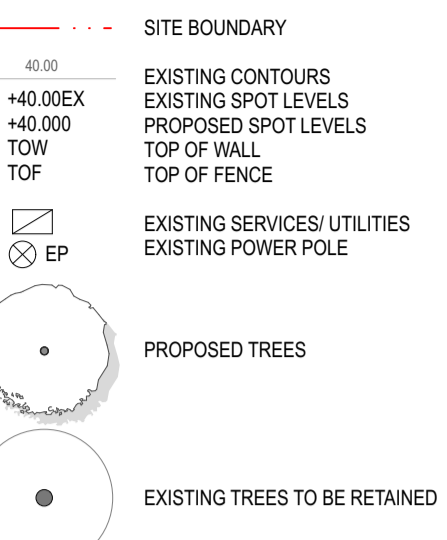 SITE BOUNDARY
40.00
EXISTING CONTOURS
+40.00EX EXISTING SPOT LEVELS
+40.000 PROPOSED SPOT LEVELS
TOW TOP OF WALL
TOF TOP OF FENCE
EXISTING SERVICES/ UTILITIES
EP EXISTING POWER POLE
PROPOSED TREES
EXISTING TREES TO BE RETAINED